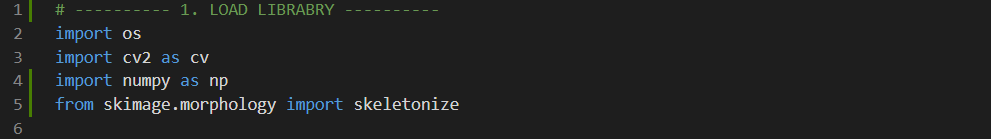 1 # ---------- 1. LOAD LIBRABRY ----------
2 import os
3 import cv2 as cv
4 import numpy as np
5 from skimage.morphology import skeletonize
6